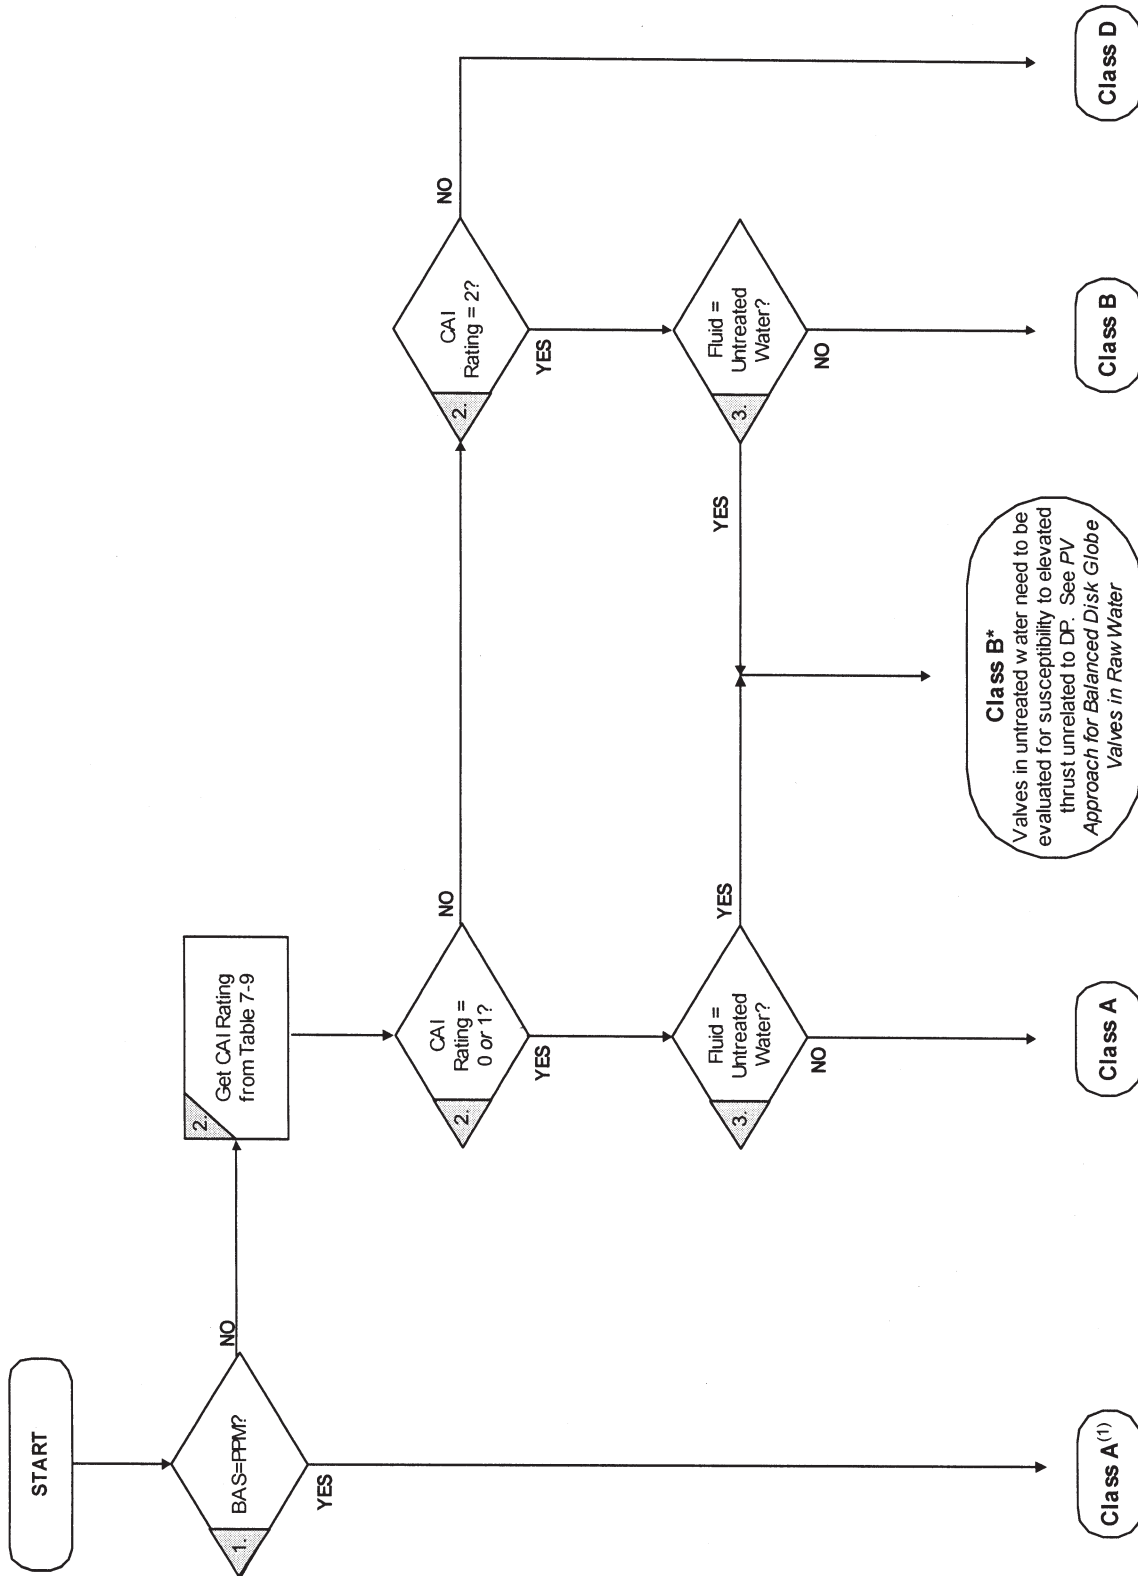 START
1.
BAS=PPM?
NO
YES
2.
Get CAI Rating
from Table 7-9
2.
CAI
Rating =
0 or 1?
NO
YES
2.
CAI
Rating = 2?
NO
YES
3.
Fluid =
Untreated
Water?
YES
NO
3.
Fluid =
Untreated
Water?
YES
NO
Class A(1)
Class A
Class B*
Valves in untreated water need to be
evaluated for susceptibility to elevated
thrust unrelated to DP. See PV
Approach for Balanced Disk Globe
Valves in Raw Water
Class B
Class D